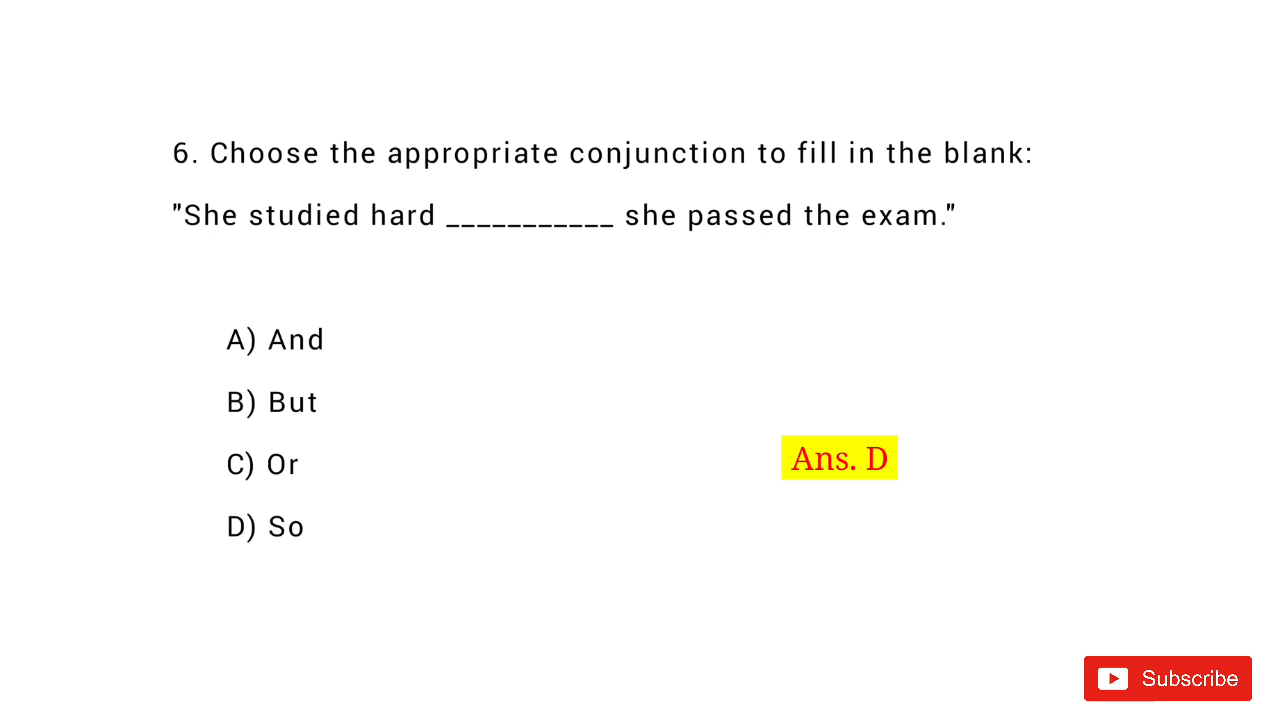 6. Choose the appropriate conjunction to fill in the blank:
"She studied hard ___________ she passed the exam."
A) And
B) But
C) Or
Ans. D
D) So
Subscribe